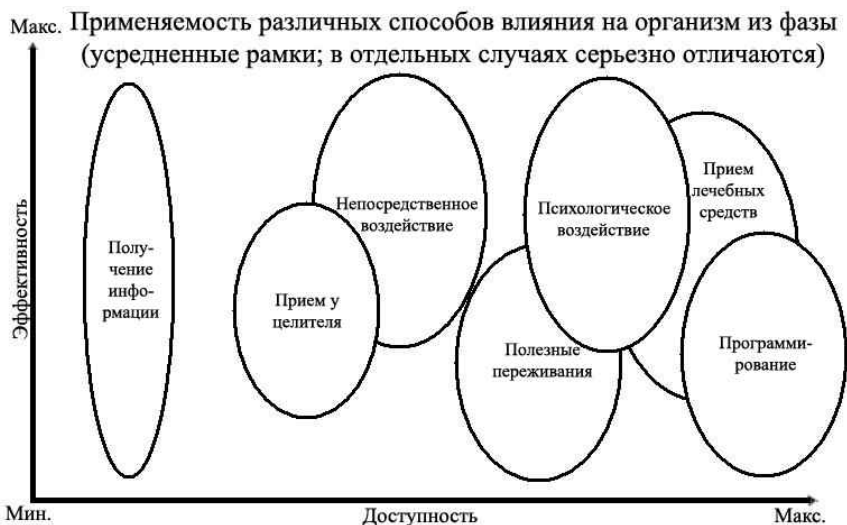 Макс.
Применяемость различных способов влияния на организм из фазы
(усредненные рамки; в отдельных случаях серьезно отличаются)
Эффективность
Полу-
чение
инфо-
рмации
Прием у
целителя
Непосредственное
воздействие
Полезные
переживания
Психологическое
воздействие
Прием
лечебных
средств
Программи-
рование
Мин.
Доступность
Макс.